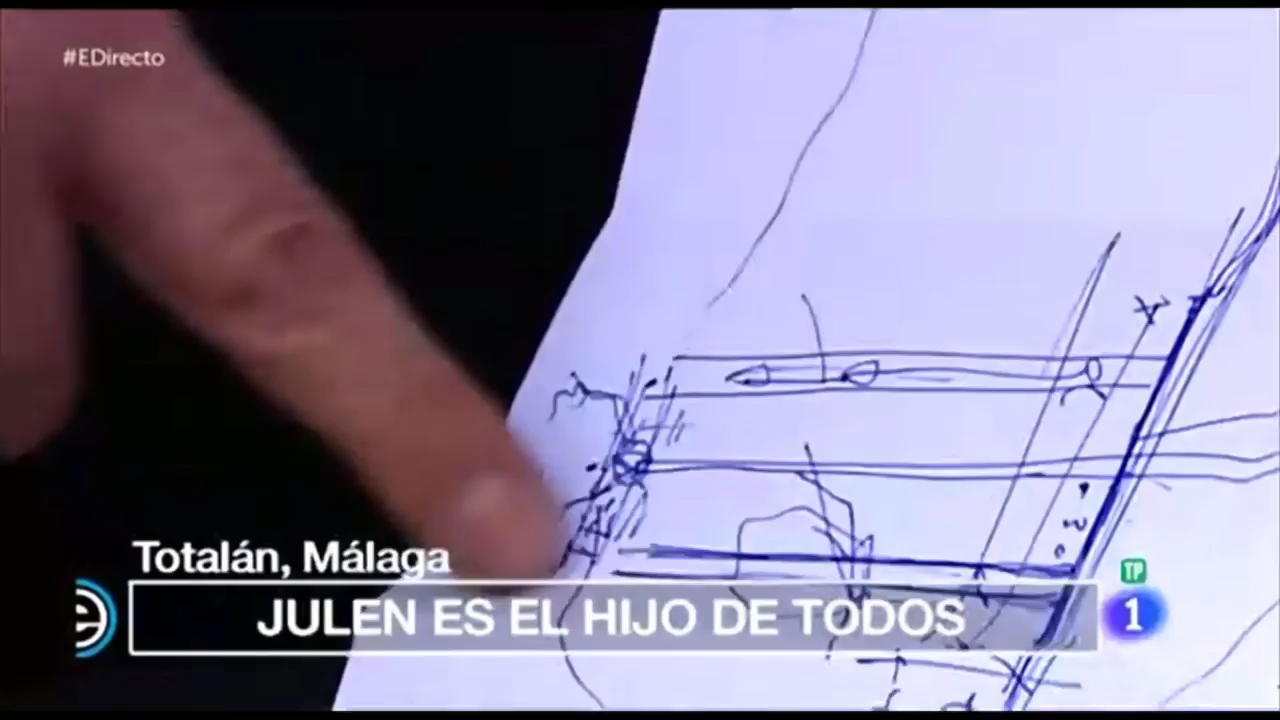 #EDirecto
Totalán, Málaga
JULEN ES EL HIJO DE TODOS
TP
1